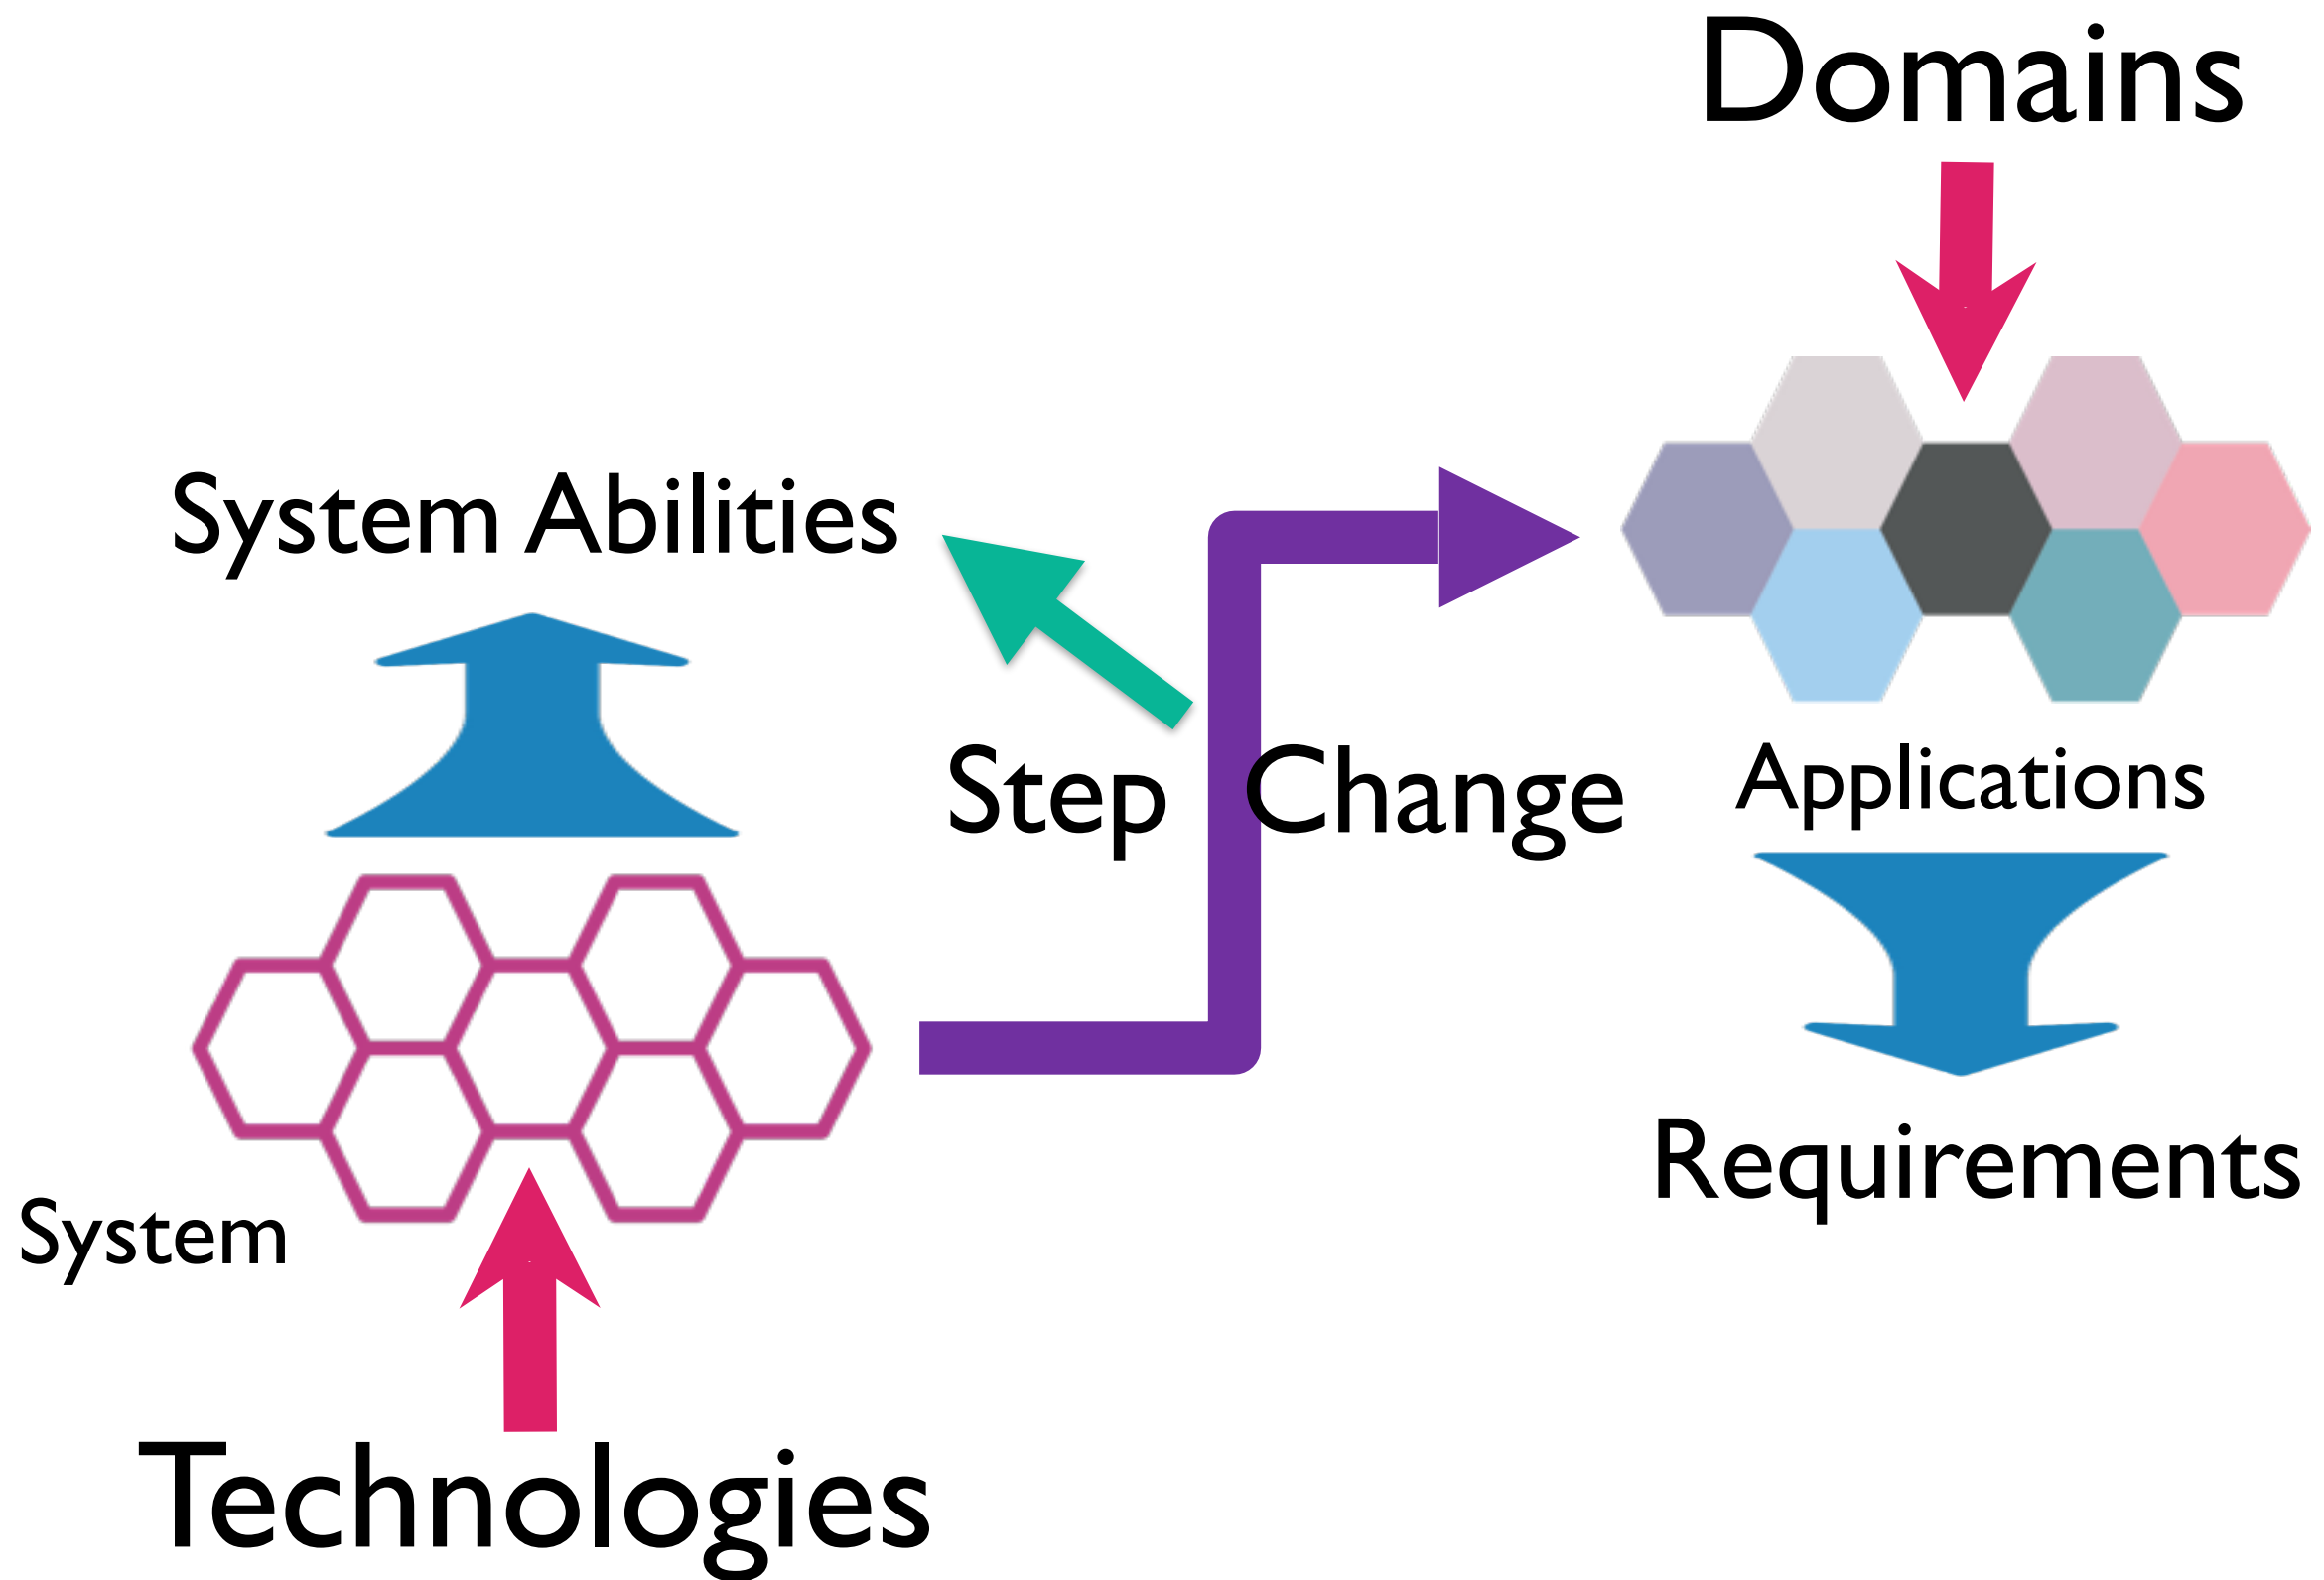 Domains
System Abilities
Step Change
Applications
Requirements
System
Technologies